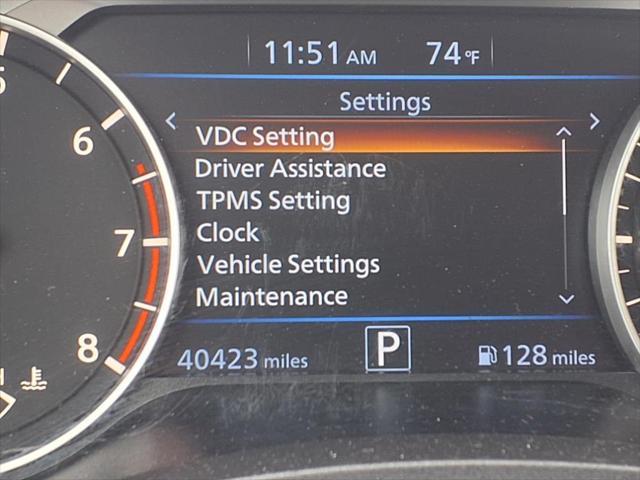 11:51 AM 74°F
Settings
VDC Setting
Driver Assistance
TPMS Setting
Clock
Vehicle Settings
Maintenance
40423 miles P 128 miles
6
7
8